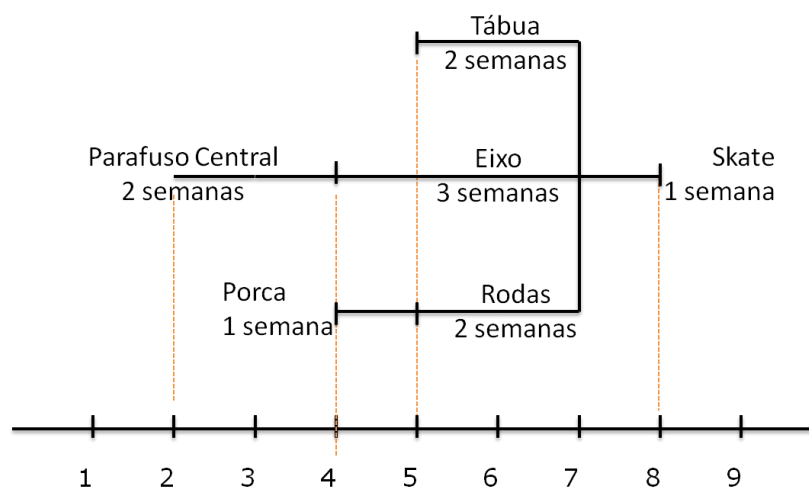 Tábua
2 semanas
Parafuso Central
2 semanas
Eixo
3 semanas
Skate
1 semana
Porca
1 semana
Rodas
2 semanas
1 2 3 4 5 6 7 8 9